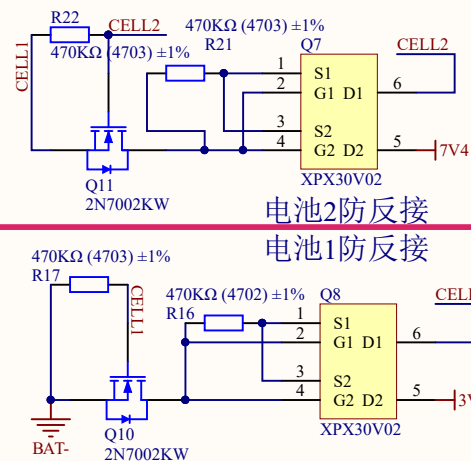 R22
CELL2
470KΩ (4703) ±1%
CELL1
470KΩ (4703) ±1%
R21
Q7
CELL2
1
S1
2
G1 D1
6
3
S2
4
G2 D2
5
7V4
XPX30V02
Q11
2N7002KW
电池2防反接
电池1防反接
470KΩ (4703) ±1%
R17
CELL1
470KΩ (4702) ±1%
R16
Q8
CELL
1
S1
2
G1 D1
6
3
S2
4
G2 D2
5
3V
XPX30V02
Q10
2N7002KW
BAT-